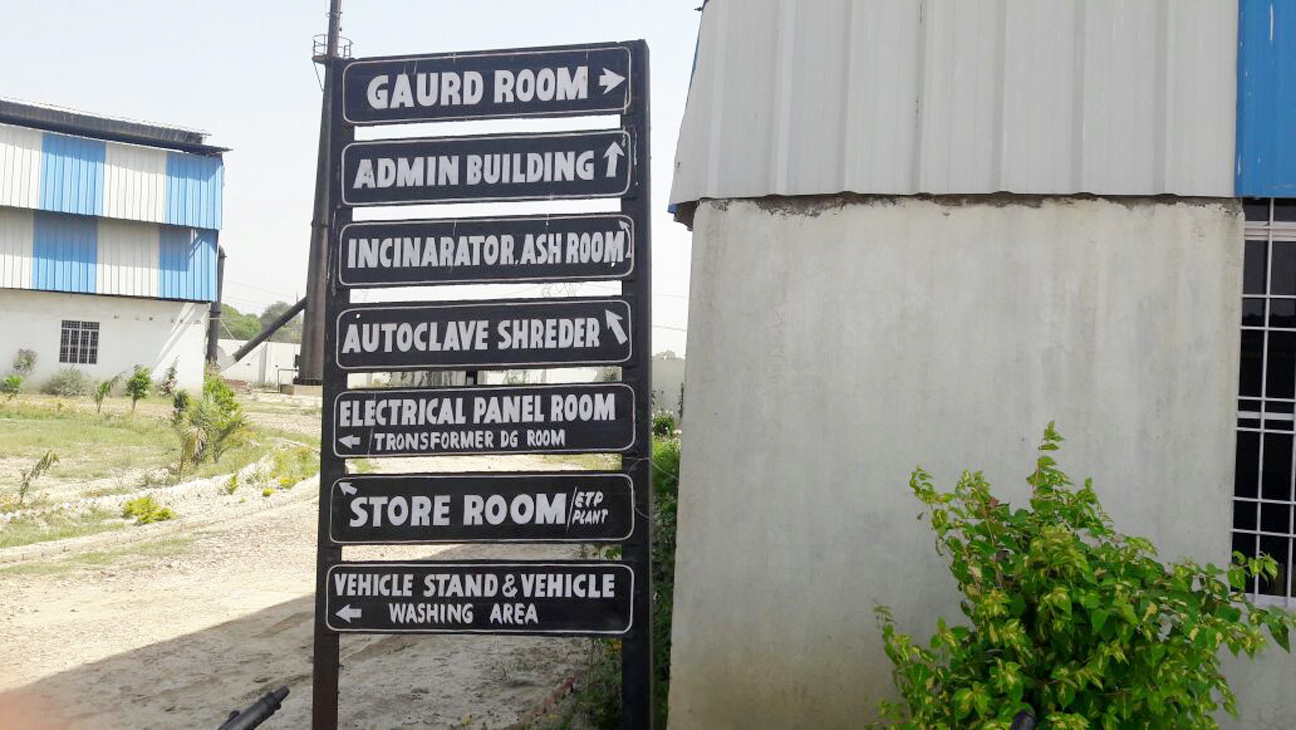 GAURD ROOM
ADMIN BUILDING
INCINARATOR, ASH ROOM
AUTOCLAVE SHREDER
ELECTRICAL PANEL ROOM
TRONSFORMER DG ROOM
STORE ROOM/ETP PLANT
VEHICLE STAND & VEHICLE
WASHING AREA